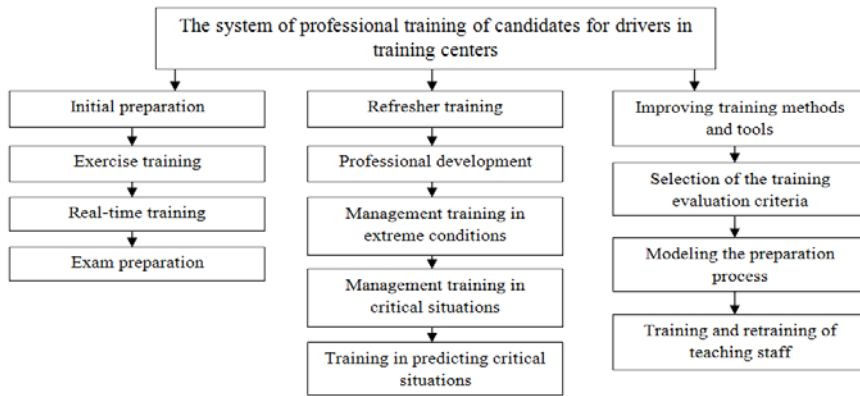 The system of professional training of candidates for drivers in
training centers
Initial preparation
Exercise training
Real-time training
Exam preparation
Refresher training
Professional development
Management training in
extreme conditions
Management training in
critical situations
Training in predicting critical
situations
Improving training methods
and tools
Selection of the training
evaluation criteria
Modeling the preparation
process
Training and retraining of
teaching staff